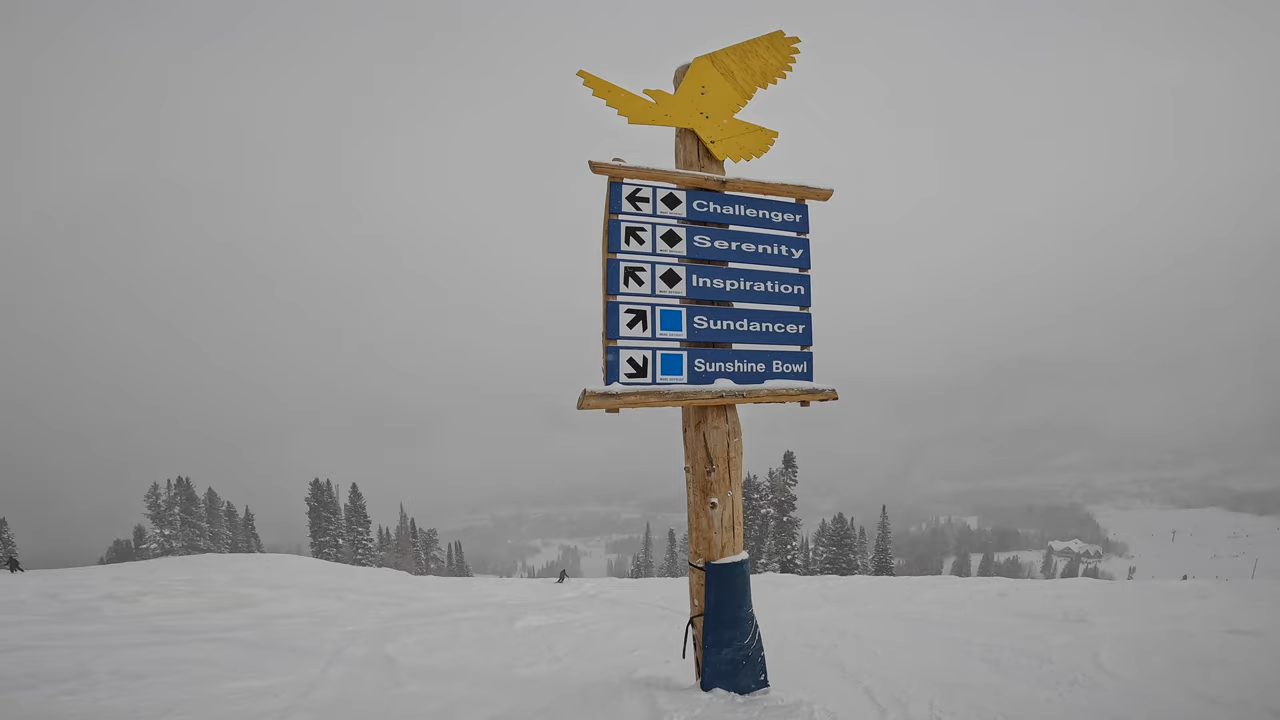 Challenger
Serenity
Inspiration
Sundancer
Sunshine Bowl